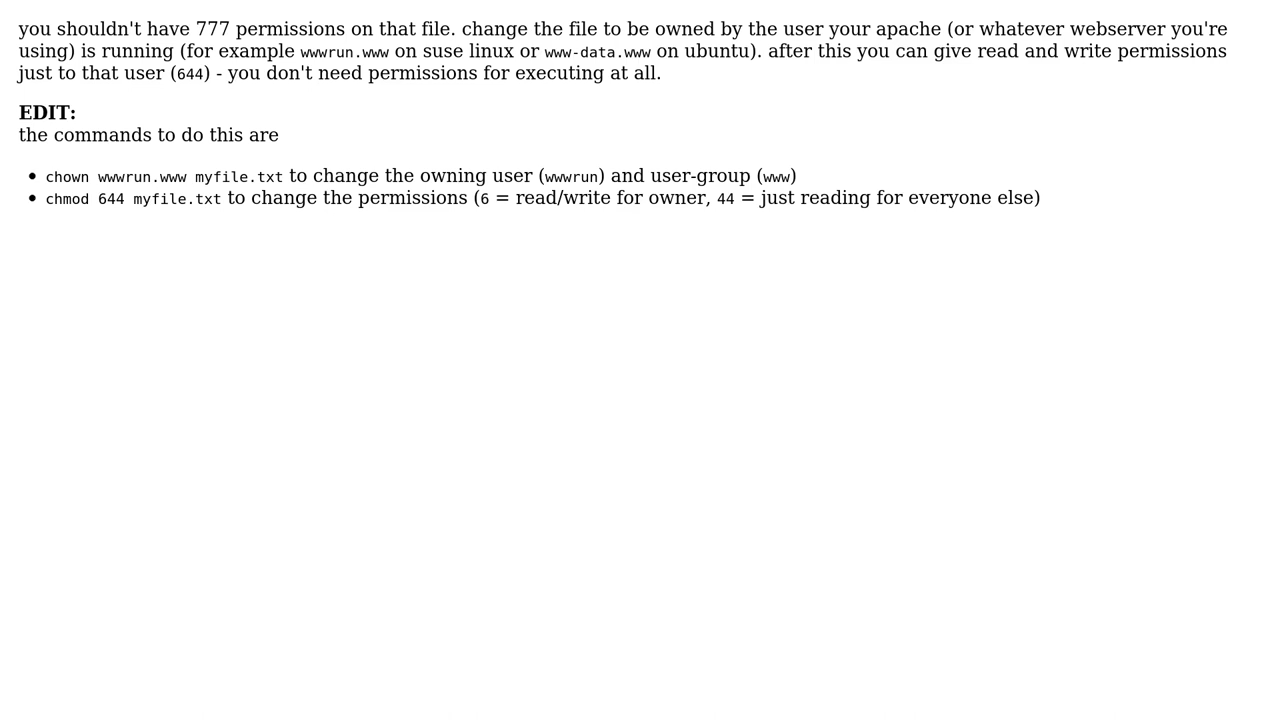 you shouldn't have 777 permissions on that file. change the file to be owned by the user your apache (or whatever webserver you're
using) is running (for example wwwrun.www on suse linux or www-data.www on ubuntu). after this you can give read and write permissions
just to that user (644) - you don't need permissions for executing at all.
EDIT:
the commands to do this are
• chown wwwrun.www myfile.txt to change the owning user (wwwrun) and user-group (www)
• chmod 644 myfile.txt to change the permissions (6 = read/write for owner, 44 = just reading for everyone else)